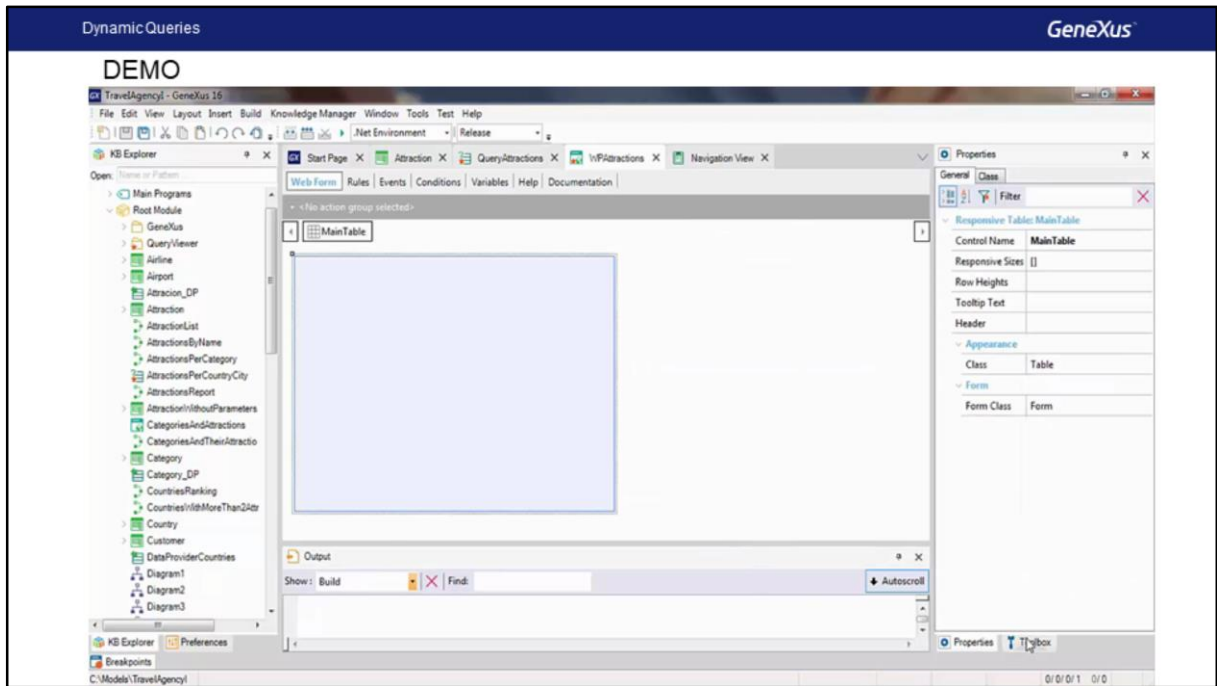 Dynamic Queries
GeneXus
DEMO
GX TravelAgencyI - GeneXus 16
File Edit View Layout Insert Build Knowledge Manager Window Tools Test Help
.Net Environment Release
KB Explorer
Open: Name or Pattern ...
Main Programs
Root Module
GeneXus
QueryViewer
Airline
Airport
Attracion_DP
Attraction
AttractionList
AttractionsByName
AttractionsPerCategory
AttractionsPerCountryCity
AttractionsReport
AttractionWithoutParameters
CategoriesAndAttractions
CategoriesAndTheirAttractio
Category
Category_DP
CountriesRanking
CountriesWithMoreThan2Attr
Country
Customer
DataProviderCountries
Diagram1
Diagram2
Diagram3
KB Explorer Preferences
Breakpoints
C:\Models\TravelAgencyI
GX Start Page X Attraction X QueryAttractions X WPAttractions X Navigation View X
Web Form Rules Events Conditions Variables Help Documentation
<No action group selected>
MainTable
Output
Show: Build Find: Autoscroll
Properties
General Class
Filter
Responsive Table: MainTable
Control Name MainTable
Responsive Sizes []
Row Heights
Tooltip Text
Header
Appearance
Class Table
Form
Form Class Form
Properties
0/0/0/1 0/0